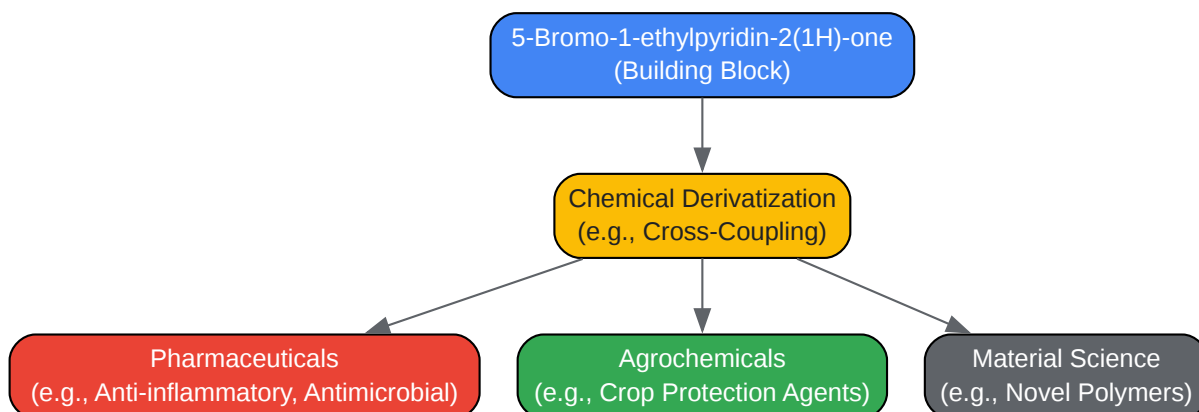 5-Bromo-1-ethylpyridin-2(1H)-one
(Building Block)
Chemical Derivatization
(e.g., Cross-Coupling)
Pharmaceuticals
(e.g., Anti-inflammatory, Antimicrobial)
Agrochemicals
(e.g., Crop Protection Agents)
Material Science
(e.g., Novel Polymers)